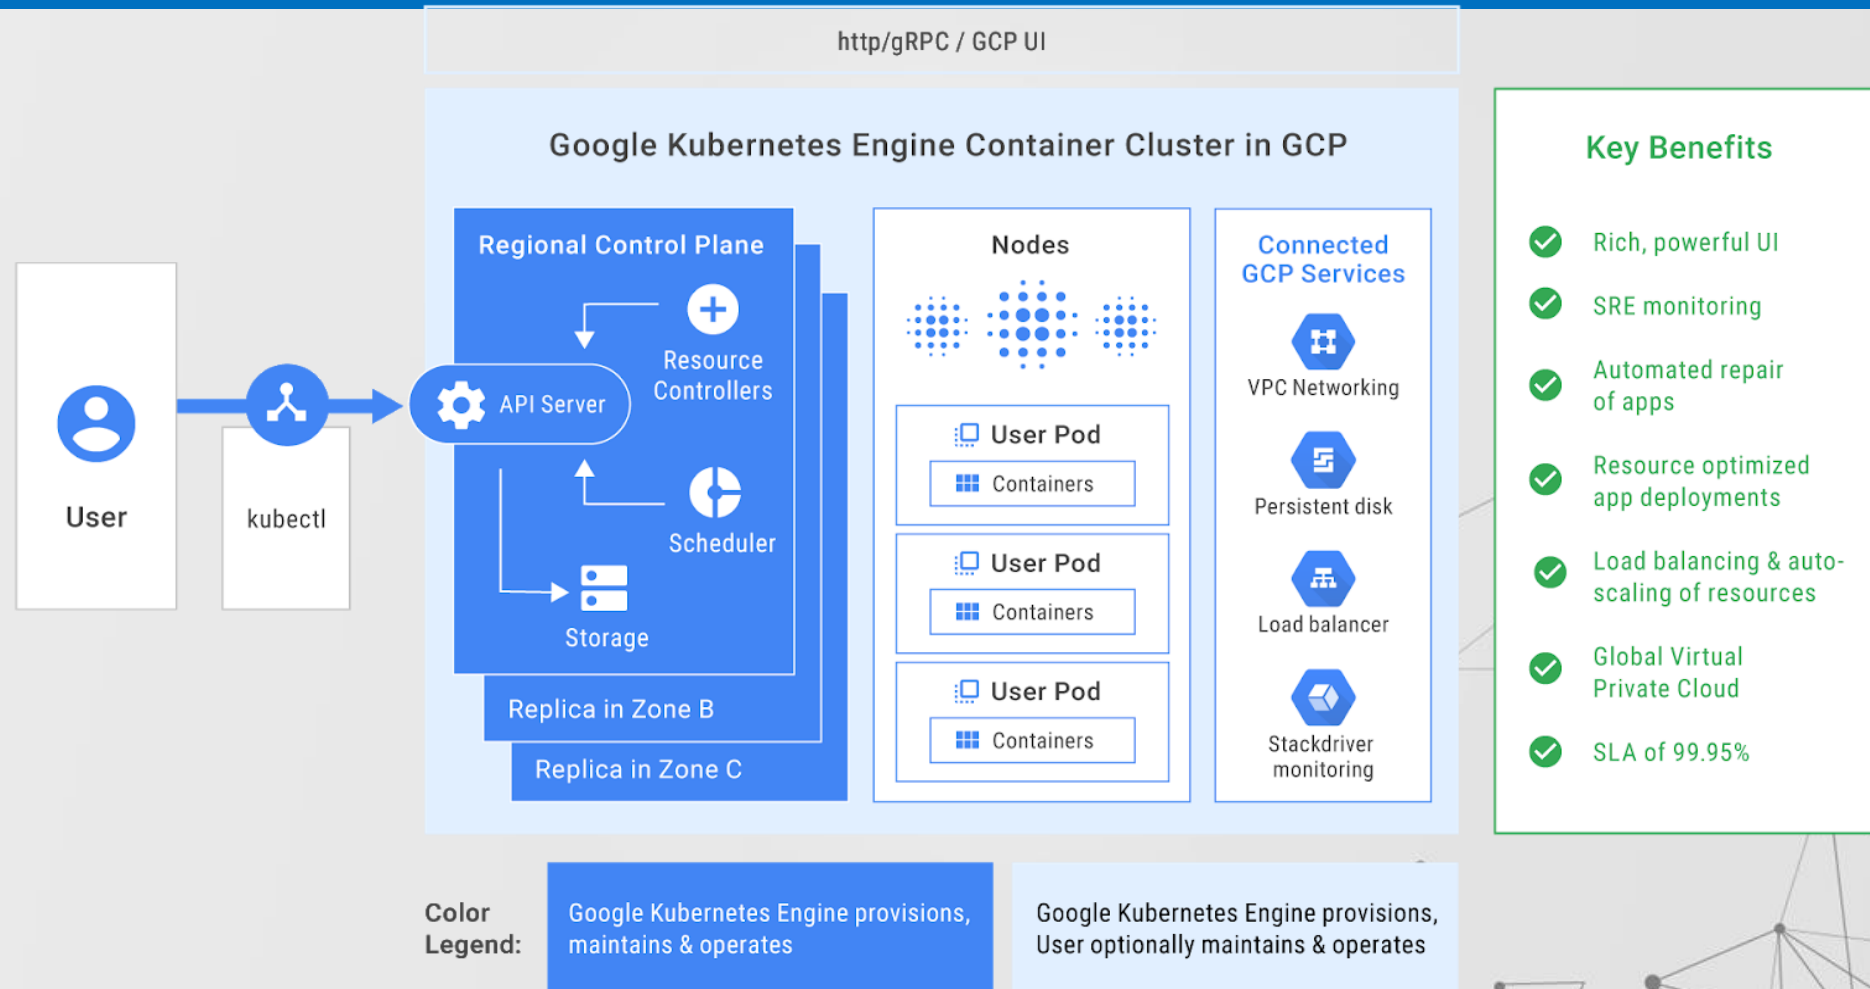 http/gRPC / GCP UI
Google Kubernetes Engine Container Cluster in GCP
User
kubectl
Regional Control Plane
Resource
Controllers
API Server
Scheduler
Storage
Replica in Zone B
Replica in Zone C
Nodes
User Pod
Containers
User Pod
Containers
User Pod
Containers
Connected
GCP Services
VPC Networking
Persistent disk
Load balancer
Stackdriver
monitoring
Key Benefits
Rich, powerful UI
SRE monitoring
Automated repair
of apps
Resource optimized
app deployments
Load balancing & auto-
scaling of resources
Global Virtual
Private Cloud
SLA of 99.95%
Color
Legend:
Google Kubernetes Engine provisions,
maintains & operates
Google Kubernetes Engine provisions,
User optionally maintains & operates